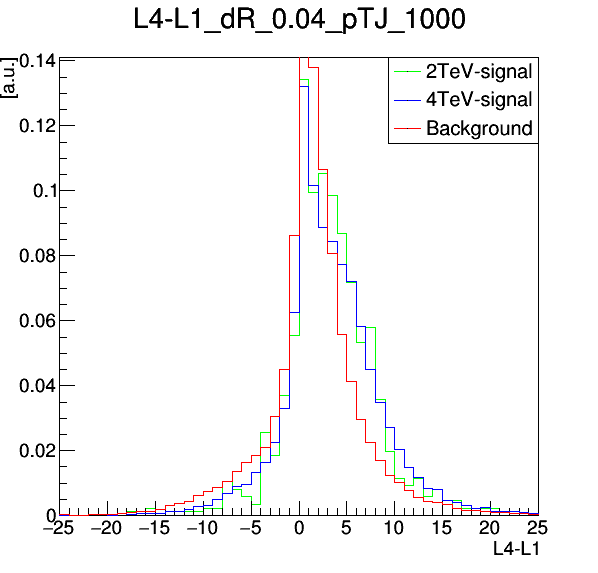 L4-L1_dR_0.04_pTJ_1000
[a.u.]
0.14
0.12
0.1
0.08
0.06
0.04
0.02
0
2TeV-signal
4TeV-signal
Background
−25 −20 −15 −10 −5 0 5 10 15 20 25
L4-L1